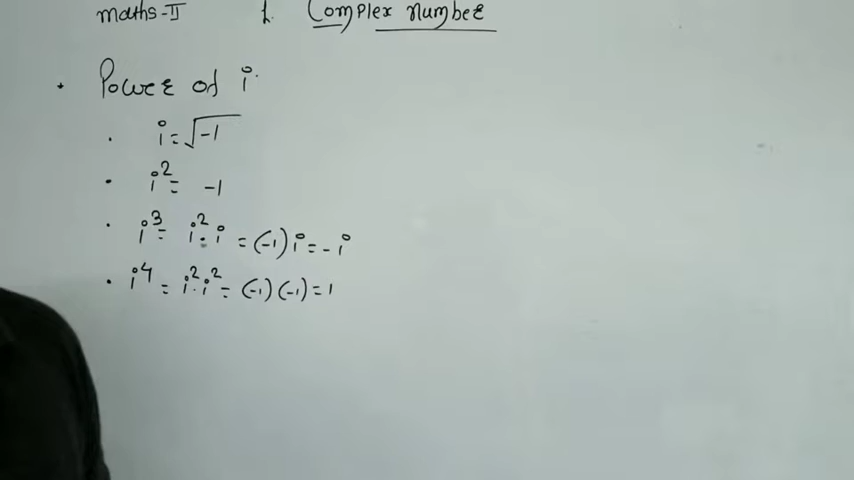 maths-II 1. Complex number
• Power of i
• i = √-1
• i² = -1
• i³ = i²·i = (-1) i = - i
• i⁴ = i²·i² = (-1) (-1) = 1